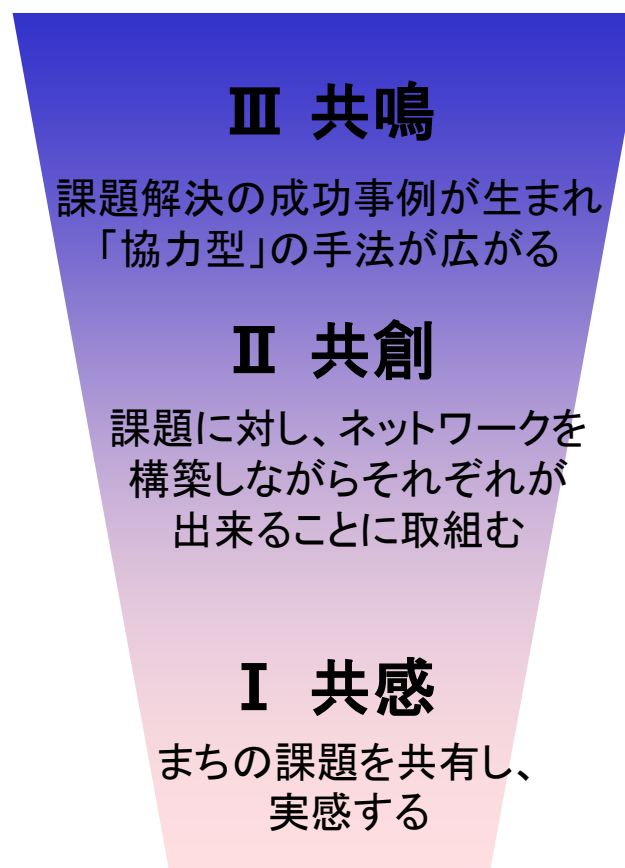 Ⅲ 共鳴
課題解決の成功事例が生まれ
「協力型」の手法が広がる
Ⅱ 共創
課題に対し、ネットワークを
構築しながらそれぞれが
出来ることに取組む
Ⅰ 共感
まちの課題を共有し、
実感する